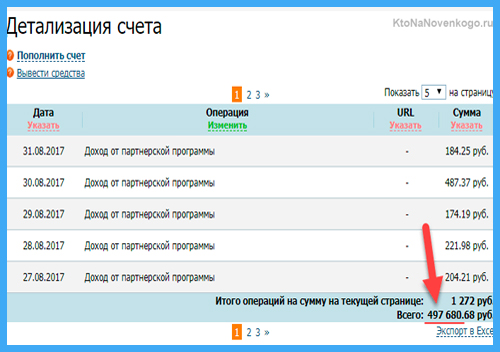 KtoNaNovenkogo.ru
Детализация счета
Пополнить счет
Вывести средства
1 2 3 » Показать 5 на страницу
Дата Операция URL Сумма
Указать Изменить Указать Указать
31.08.2017 Доход от партнерской программы - 184.25 руб.
30.08.2017 Доход от партнерской программы - 487.37 руб.
29.08.2017 Доход от партнерской программы - 174.19 руб.
28.08.2017 Доход от партнерской программы - 221.98 руб.
27.08.2017 Доход от партнерской программы - 204.21 руб.
Итого операций на сумму на текущей странице: 1 272 руб.
Всего: 497 680.68 руб.
1 2 3 » Экспорт в Exce